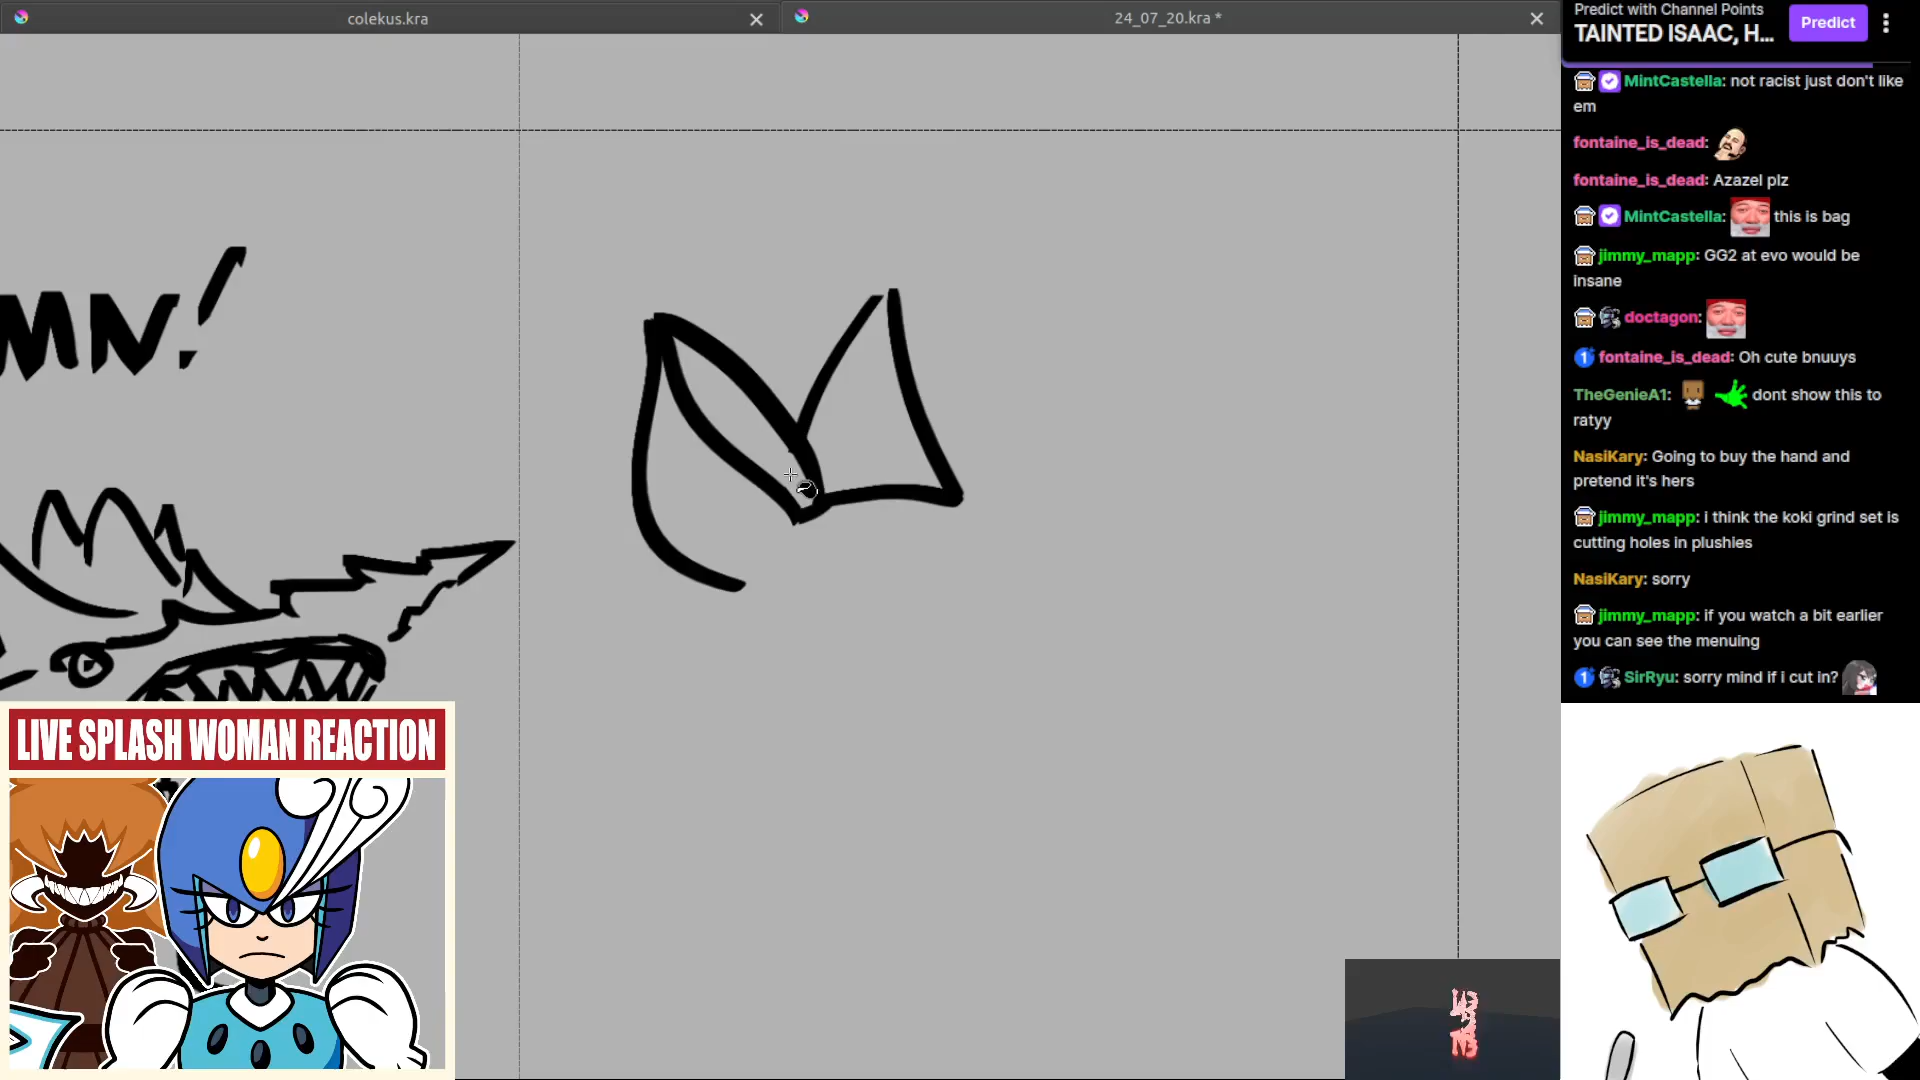 colekus.kra
24_07_20.kra *
Predict with Channel Points
TAINTED ISAAC, H...
Predict
MintCastella: not racist just don't like
em
fontaine_is_dead:
fontaine_is_dead: Azazel plz
MintCastella: this is bag
jimmy_mapp: GG2 at evo would be
insane
doctagon:
1 fontaine_is_dead: Oh cute bnuuys
TheGenieA1: dont show this to
ratyy
NasiKary: Going to buy the hand and
pretend it's hers
jimmy_mapp: i think the koki grind set is
cutting holes in plushies
NasiKary: sorry
jimmy_mapp: if you watch a bit earlier
you can see the menuing
1 SirRyu: sorry mind if i cut in?
MN!
LIVE SPLASH WOMAN REACTION